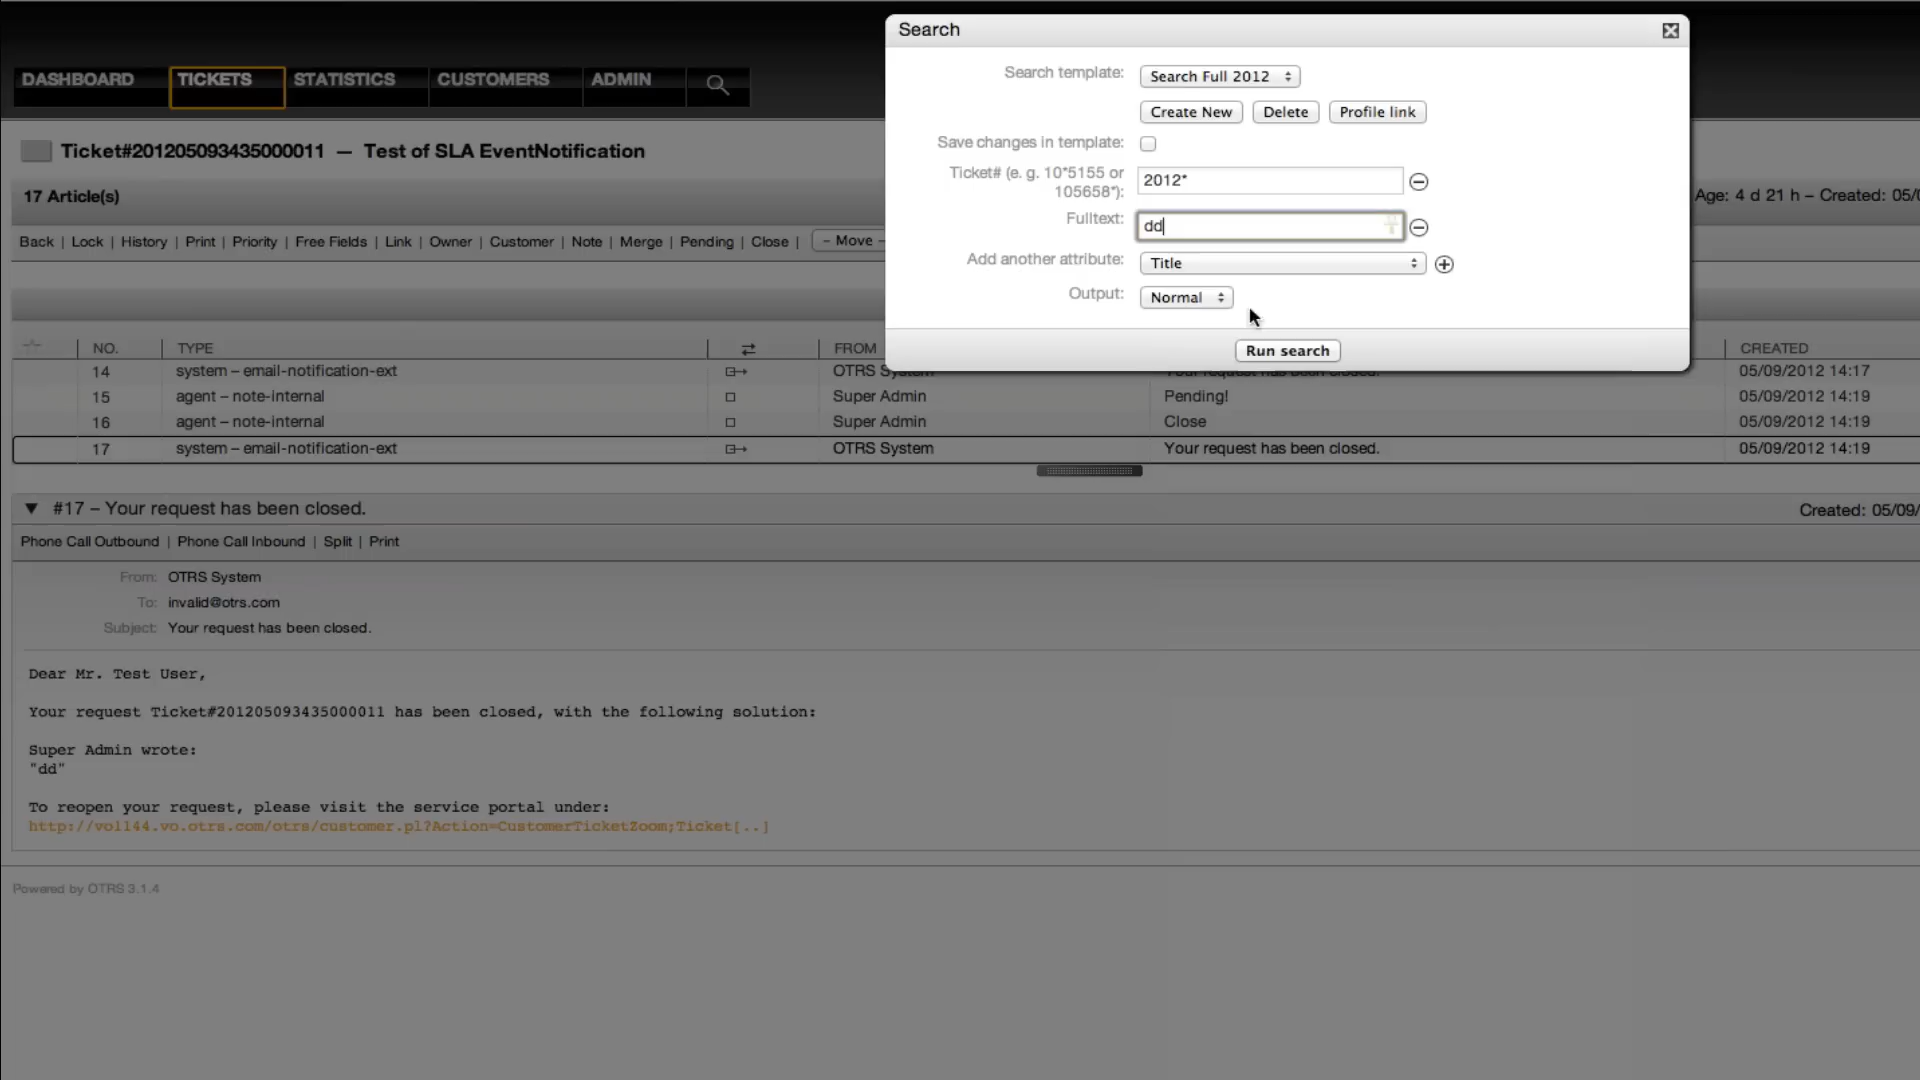 DASHBOARD TICKETS STATISTICS CUSTOMERS ADMIN
Search
Search template: Search Full 2012
Create New Delete Profile link
Save changes in template:
Ticket# (e. g. 10*5155 or
105658*): 2012*
Fulltext: dd
Add another attribute: Title
Output: Normal
Run search
Ticket#201205093435000011 — Test of SLA EventNotification
17 Article(s)
Age: 4 d 21 h – Created: 05/0
Back | Lock | History | Print | Priority | Free Fields | Link | Owner | Customer | Note | Merge | Pending | Close | – Move –
NO. TYPE FROM CREATED
14 system – email-notification-ext OTRS System Your request has been closed. 05/09/2012 14:17
15 agent – note-internal Super Admin Pending! 05/09/2012 14:19
16 agent – note-internal Super Admin Close 05/09/2012 14:19
17 system – email-notification-ext OTRS System Your request has been closed. 05/09/2012 14:19
#17 – Your request has been closed. Created: 05/09/
Phone Call Outbound | Phone Call Inbound | Split | Print
From: OTRS System
To: invalid@otrs.com
Subject: Your request has been closed.
Dear Mr. Test User,
Your request Ticket#201205093435000011 has been closed, with the following solution:
Super Admin wrote:
"dd"
To reopen your request, please visit the service portal under:
http://vo1144.vo.otrs.com/otrs/customer.pl?Action=CustomerTicketZoom;Ticket[..]
Powered by OTRS 3.1.4